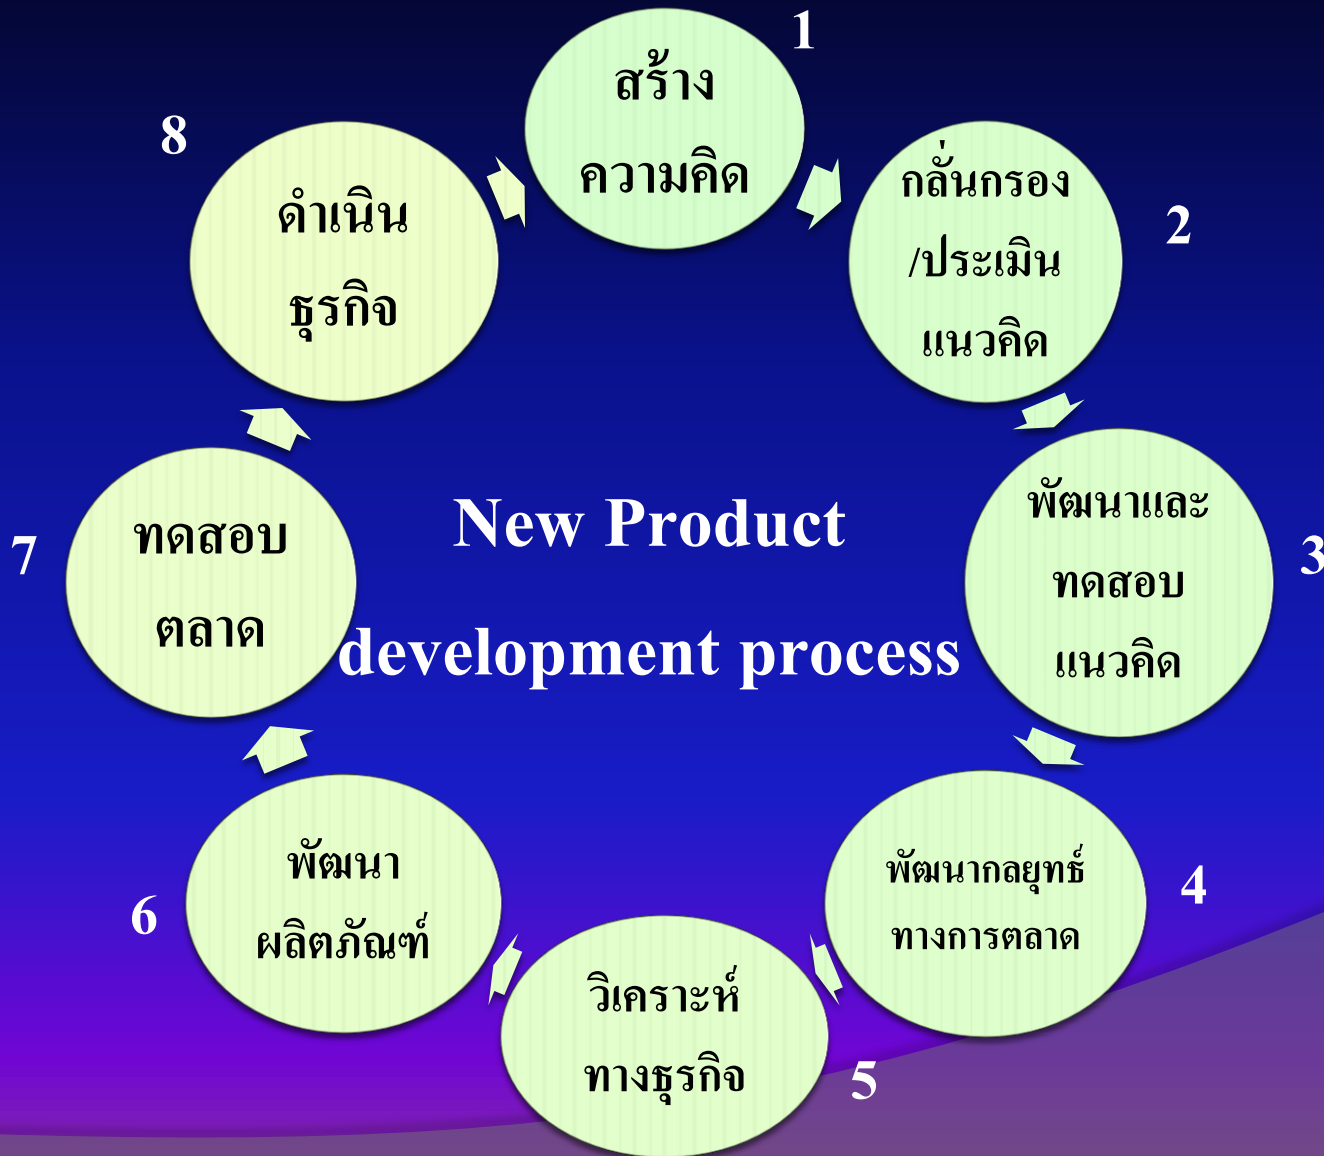 1
สร้าง
ความคิด
2
กลั่นกรอง
/ประเมิน
แนวคิด
3
พัฒนาและ
ทดสอบ
แนวคิด
4
พัฒนากลยุทธ์
ทางการตลาด
5
วิเคราะห์
ทางธุรกิจ
6
พัฒนา
ผลิตภัณฑ์
7
ทดสอบ
ตลาด
8
ดำเนิน
ธุรกิจ
New Product
development process